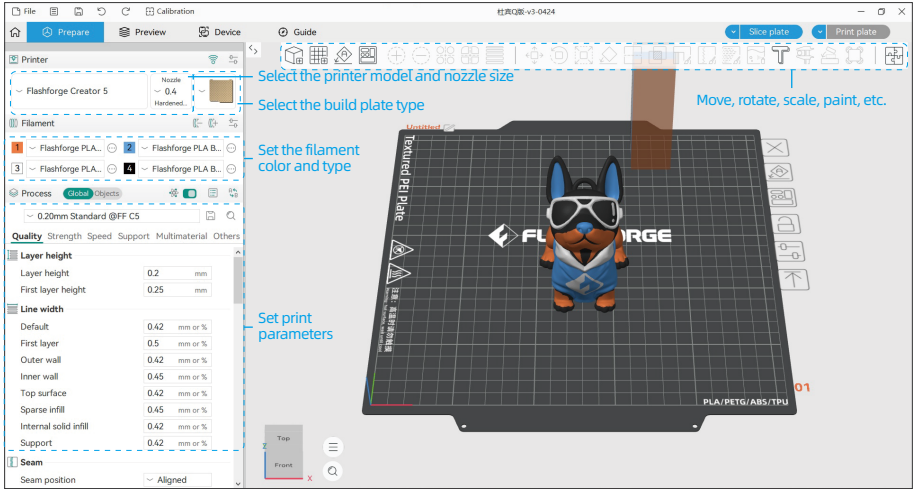 File
Calibration
杜宾Q版-v3-0424
Prepare
Preview
Device
Guide
Slice plate
Print plate
Printer
Flashforge Creator 5
Nozzle
0.4
Hardened...
Select the printer model and nozzle size
Select the build plate type
Move, rotate, scale, paint, etc.
Filament
1 Flashforge PLA...
2 Flashforge PLA B...
3 Flashforge PLA...
4 Flashforge PLA B...
Set the filament
color and type
Process
Global Objects
0.20mm Standard @FF C5
Quality Strength Speed Support Multimaterial Others
Layer height
Layer height 0.2 mm
First layer height 0.25 mm
Line width
Default 0.42 mm or %
First layer 0.5 mm or %
Outer wall 0.42 mm or %
Inner wall 0.45 mm or %
Top surface 0.42 mm or %
Sparse infill 0.45 mm or %
Internal solid infill 0.42 mm or %
Support 0.42 mm or %
Seam
Seam position Aligned
Set print
parameters
Untitled
Textured PEI Plate
FL RGE
01
PLA/PETG/ABS/TPU
Top
Front
Z
X